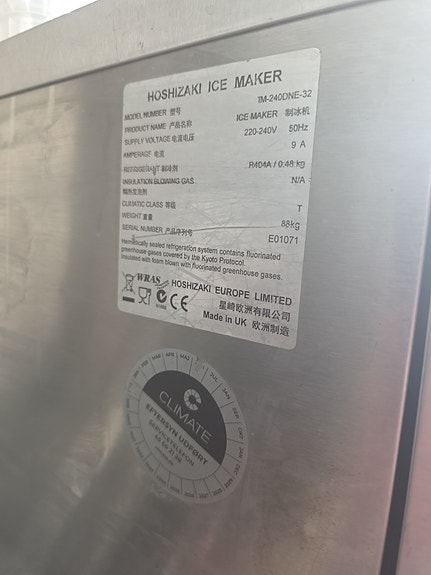 HOSHIZAKI ICE MAKER
MODEL NUMBER 型号 IM-240DNE-32
PRODUCT NAME 产品名称 ICE MAKER 制冰机
SUPPLY VOLTAGE 电流电压 220-240V 50Hz
AMPERAGE 电流 9 A
REFRIGERANT 制冷剂 R404A / 0.48 kg
INSULATION BLOWING GAS N/A
CLIMATIC CLASS 等级 T
WEIGHT 重量 88kg
SERIAL NUMBER 产品序列号 E01071
Hermetically sealed refrigeration system contains fluorinated
greenhouse gases covered by the Kyoto Protocol.
Insulated with foam blown with fluorinated greenhouse gases.
WRAS HOSHIZAKI EUROPE LIMITED
CE 星崎欧洲有限公司
Made in UK 欧洲制造
CLIMATE
EFTERSYN UDFØRT
SERVICETELEFON